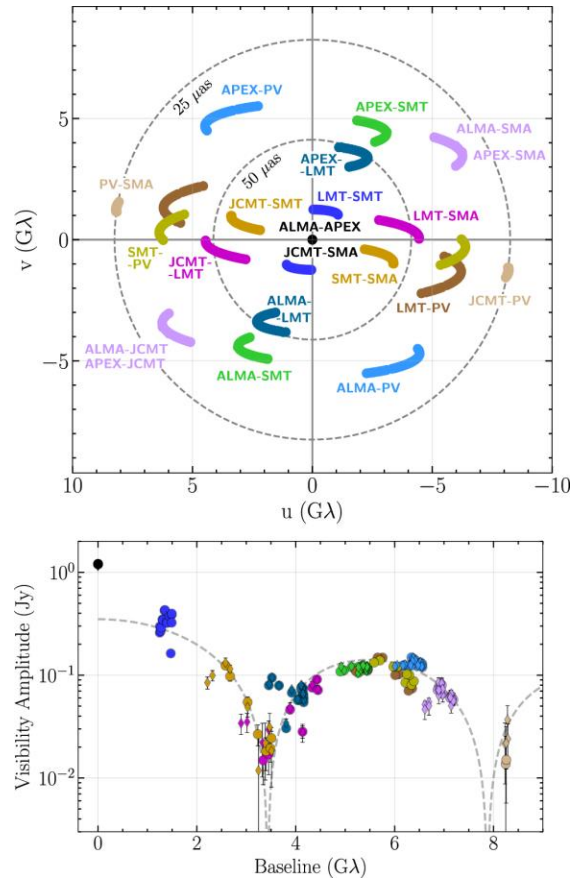 25 μas
APEX-PV
APEX-SMT
ALMA-SMA
APEX-SMA
APEX-
-LMT
50 μas
PV-SMA
JCMT-SMT
LMT-SMT
LMT-SMA
ALMA-APEX
JCMT-SMA
SMT-
-PV
JCMT-
-LMT
SMT-SMA
LMT-PV
JCMT-PV
ALMA-
-LMT
ALMA-JCMT
APEX-JCMT
ALMA-SMT
ALMA-PV
v (Gλ)
5
0
−5
10
5
0
−5
−10
u (Gλ)
Visibility Amplitude (Jy)
10⁰
10⁻¹
10⁻²
0
2
4
6
8
Baseline (Gλ)